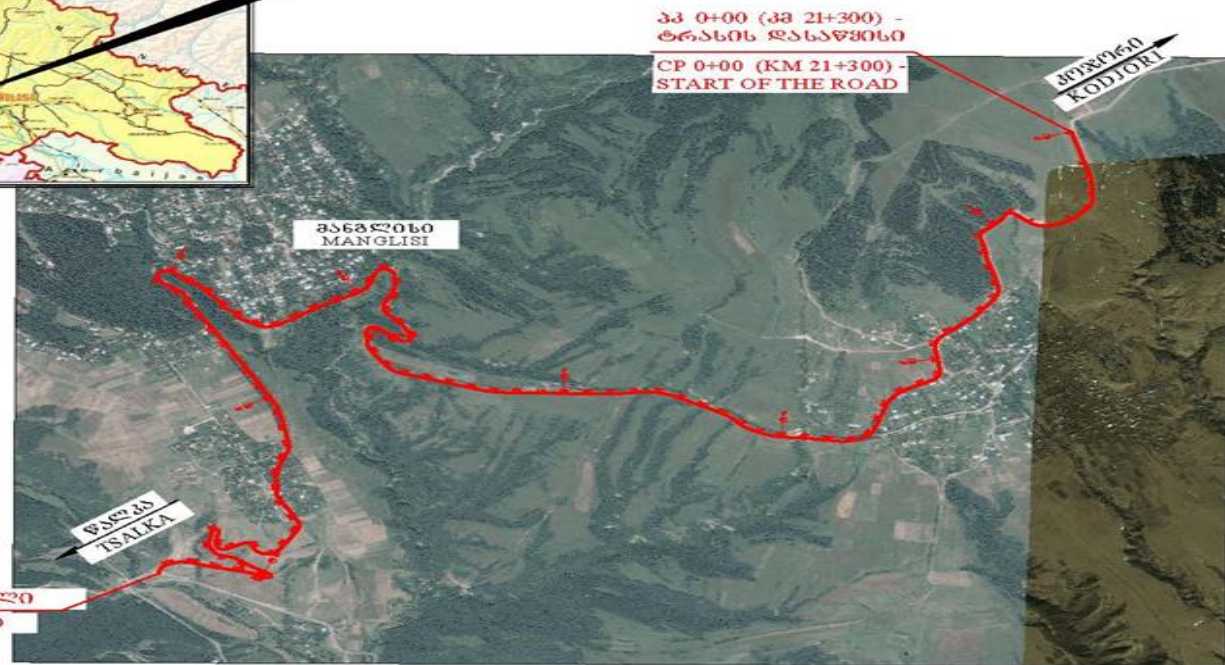 პკ 0+00 (კმ 21+300) -
ტრასის დასაწყისი
CP 0+00 (KM 21+300) -
START OF THE ROAD
კოჯორი
KODJORI
მანგლისი
MANGLISI
წალკა
TSALKA